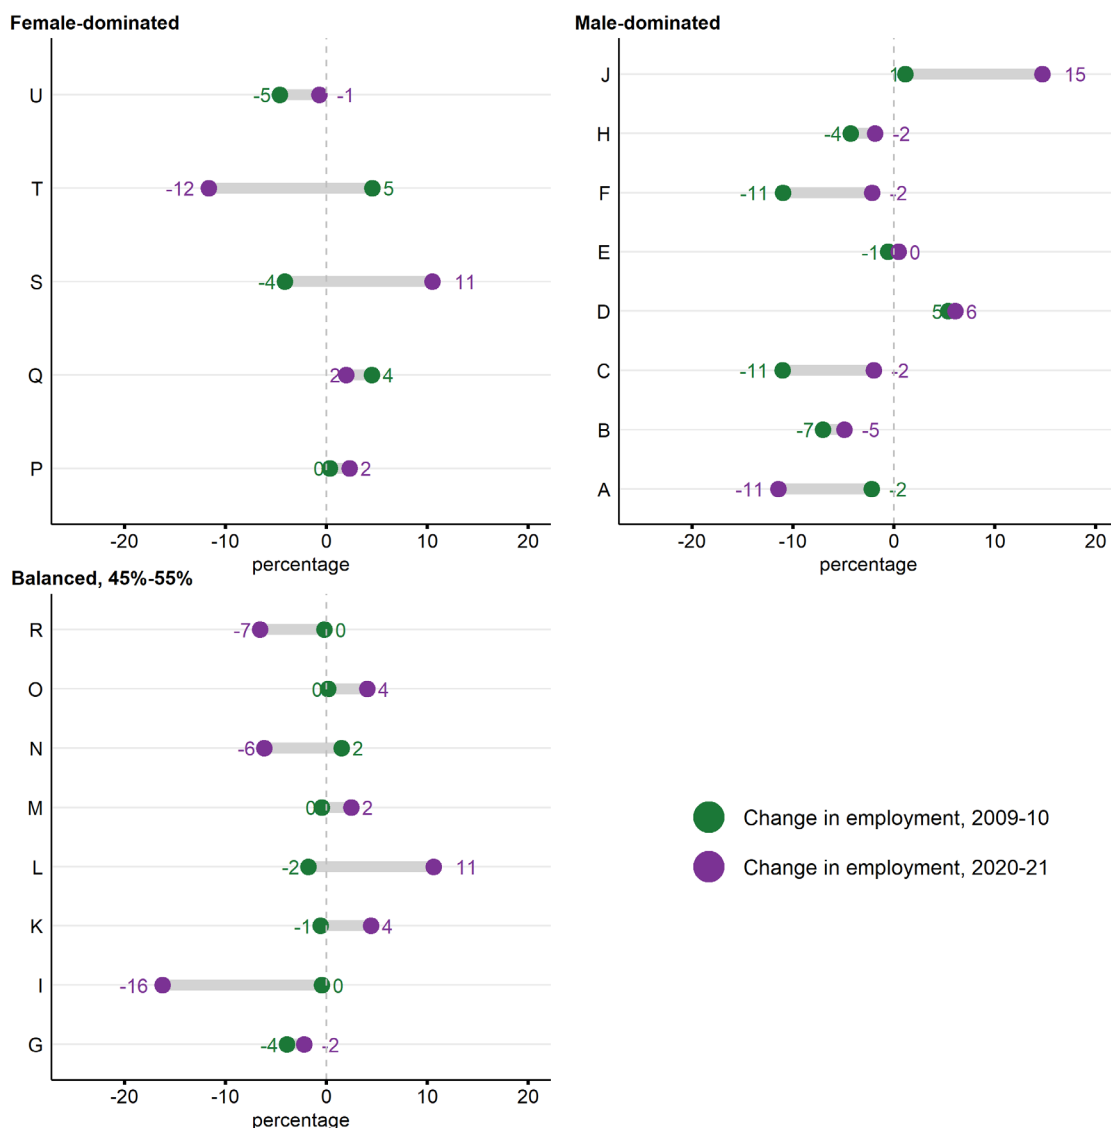 Female-dominated
U -5 -1
T -12 5
S -4 11
Q 2 4
P 0 2
-20 -10 0 10 20
percentage
Male-dominated
J 1 15
H -4 -2
F -11 -2
E -1 0
D 5 6
C -11 -2
B -7 -5
A -11 -2
-20 -10 0 10 20
percentage
Balanced, 45%-55%
R -7 0
O 0 4
N -6 2
M 0 2
L -2 11
K -1 4
I -16 0
G -4 -2
-20 -10 0 10 20
percentage
Change in employment, 2009-10
Change in employment, 2020-21